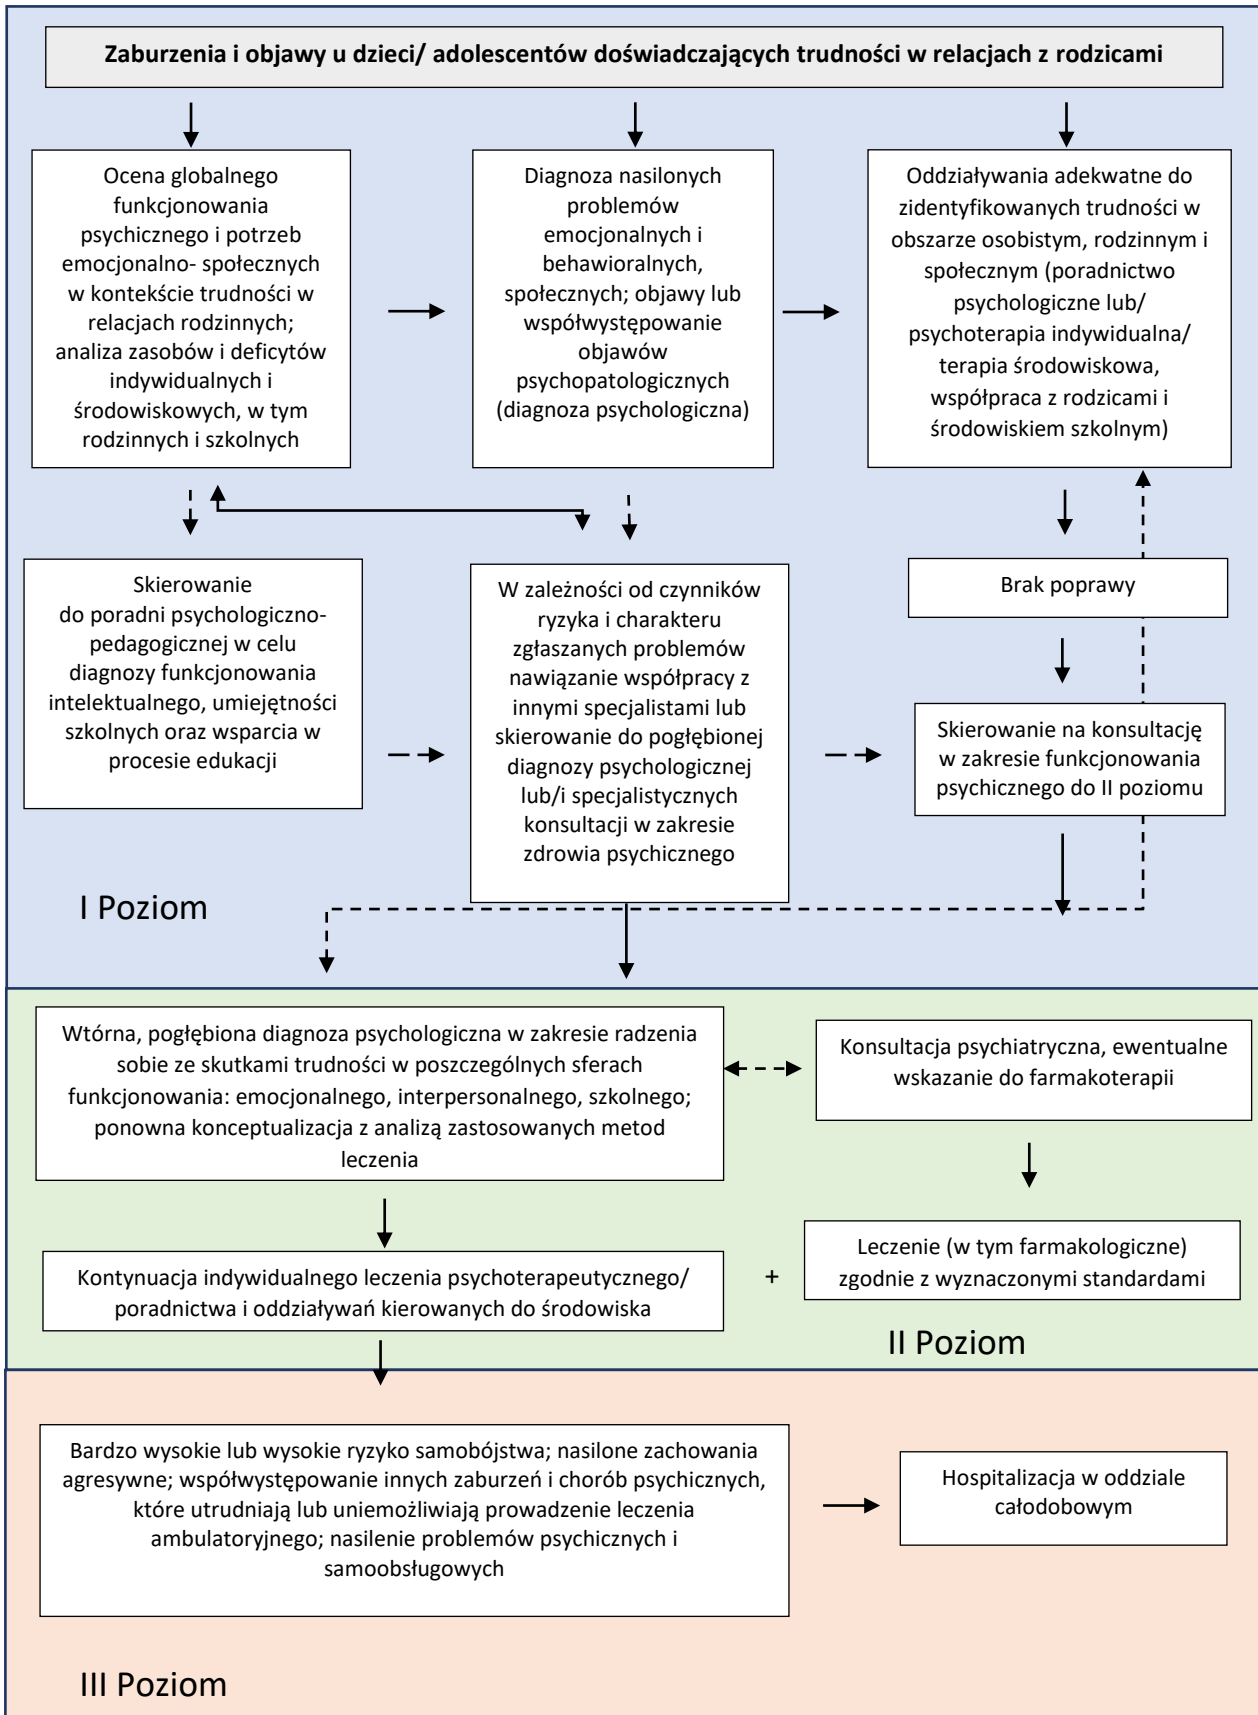 Zaburzenia i objawy u dzieci/ adolescentów doświadczających trudności w relacjach z rodzicami
Ocena globalnego
funkcjonowania
psychicznego i potrzeb
emocjonalno- społecznych
w kontekście trudności w
relacjach rodzinnych;
analiza zasobów i deficytów
indywidualnych i
środowiskowych, w tym
rodzinnych i szkolnych
Diagnoza nasilonych
problemów
emocjonalnych i
behawioralnych,
społecznych; objawy lub
współwystępowanie
objawów
psychopatologicznych
(diagnoza psychologiczna)
Oddziaływania adekwatne do
zidentyfikowanych trudności w
obszarze osobistym, rodzinnym i
społecznym (poradnictwo
psychologiczne lub/
psychoterapia indywidualna/
terapia środowiskowa,
współpraca z rodzicami i
środowiskiem szkolnym)
Skierowanie
do poradni psychologiczno-
pedagogicznej w celu
diagnozy funkcjonowania
intelektualnego, umiejętności
szkolnych oraz wsparcia w
procesie edukacji
W zależności od czynników
ryzyka i charakteru
zgłaszanych problemów
nawiązanie współpracy z
innymi specjalistami lub
skierowanie do pogłębionej
diagnozy psychologicznej
lub/i specjalistycznych
konsultacji w zakresie
zdrowia psychicznego
Brak poprawy
Skierowanie na konsultację
w zakresie funkcjonowania
psychicznego do II poziomu
I Poziom
Wtórna, pogłębiona diagnoza psychologiczna w zakresie radzenia
sobie ze skutkami trudności w poszczególnych sferach
funkcjonowania: emocjonalnego, interpersonalnego, szkolnego;
ponowna konceptualizacja z analizą zastosowanych metod
leczenia
Konsultacja psychiatryczna, ewentualne
wskazanie do farmakoterapii
Kontynuacja indywidualnego leczenia psychoterapeutycznego/
poradnictwa i oddziaływań kierowanych do środowiska
+
Leczenie (w tym farmakologiczne)
zgodnie z wyznaczonymi standardami
II Poziom
Bardzo wysokie lub wysokie ryzyko samobójstwa; nasilone zachowania
agresywne; współwystępowanie innych zaburzeń i chorób psychicznych,
które utrudniają lub uniemożliwiają prowadzenie leczenia
ambulatoryjnego; nasilenie problemów psychicznych i
samoobsługowych
Hospitalizacja w oddziale
całodobowym
III Poziom